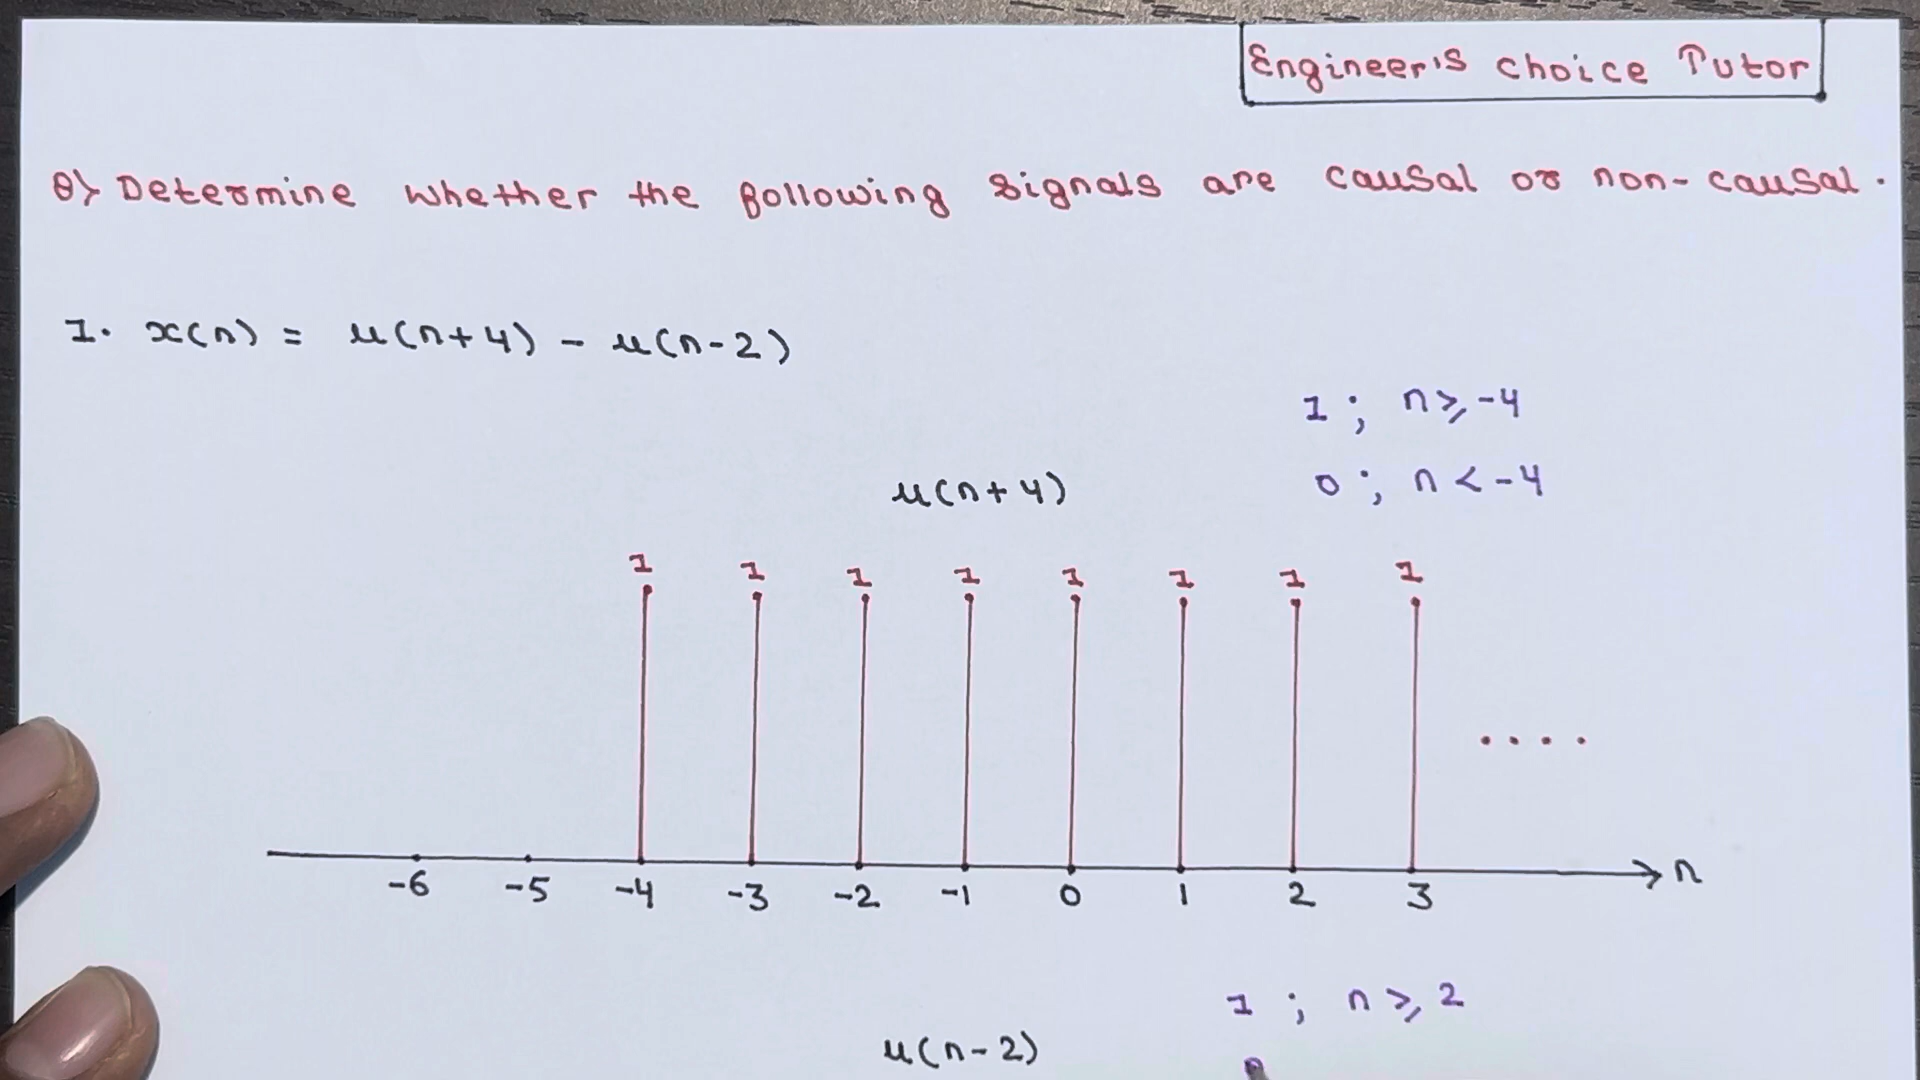 Engineer's Choice Tutor
Q) Determine whether the following signals are causal or non-causal.
1. x(n) = u(n+4) - u(n-2)
1 ; n ≥ -4
u(n+4)
0 ; n < -4
1 1 1 1 1 1 1 1
....
-6 -5 -4 -3 -2 -1 0 1 2 3 n
1 ; n ≥ 2
u(n-2)
0